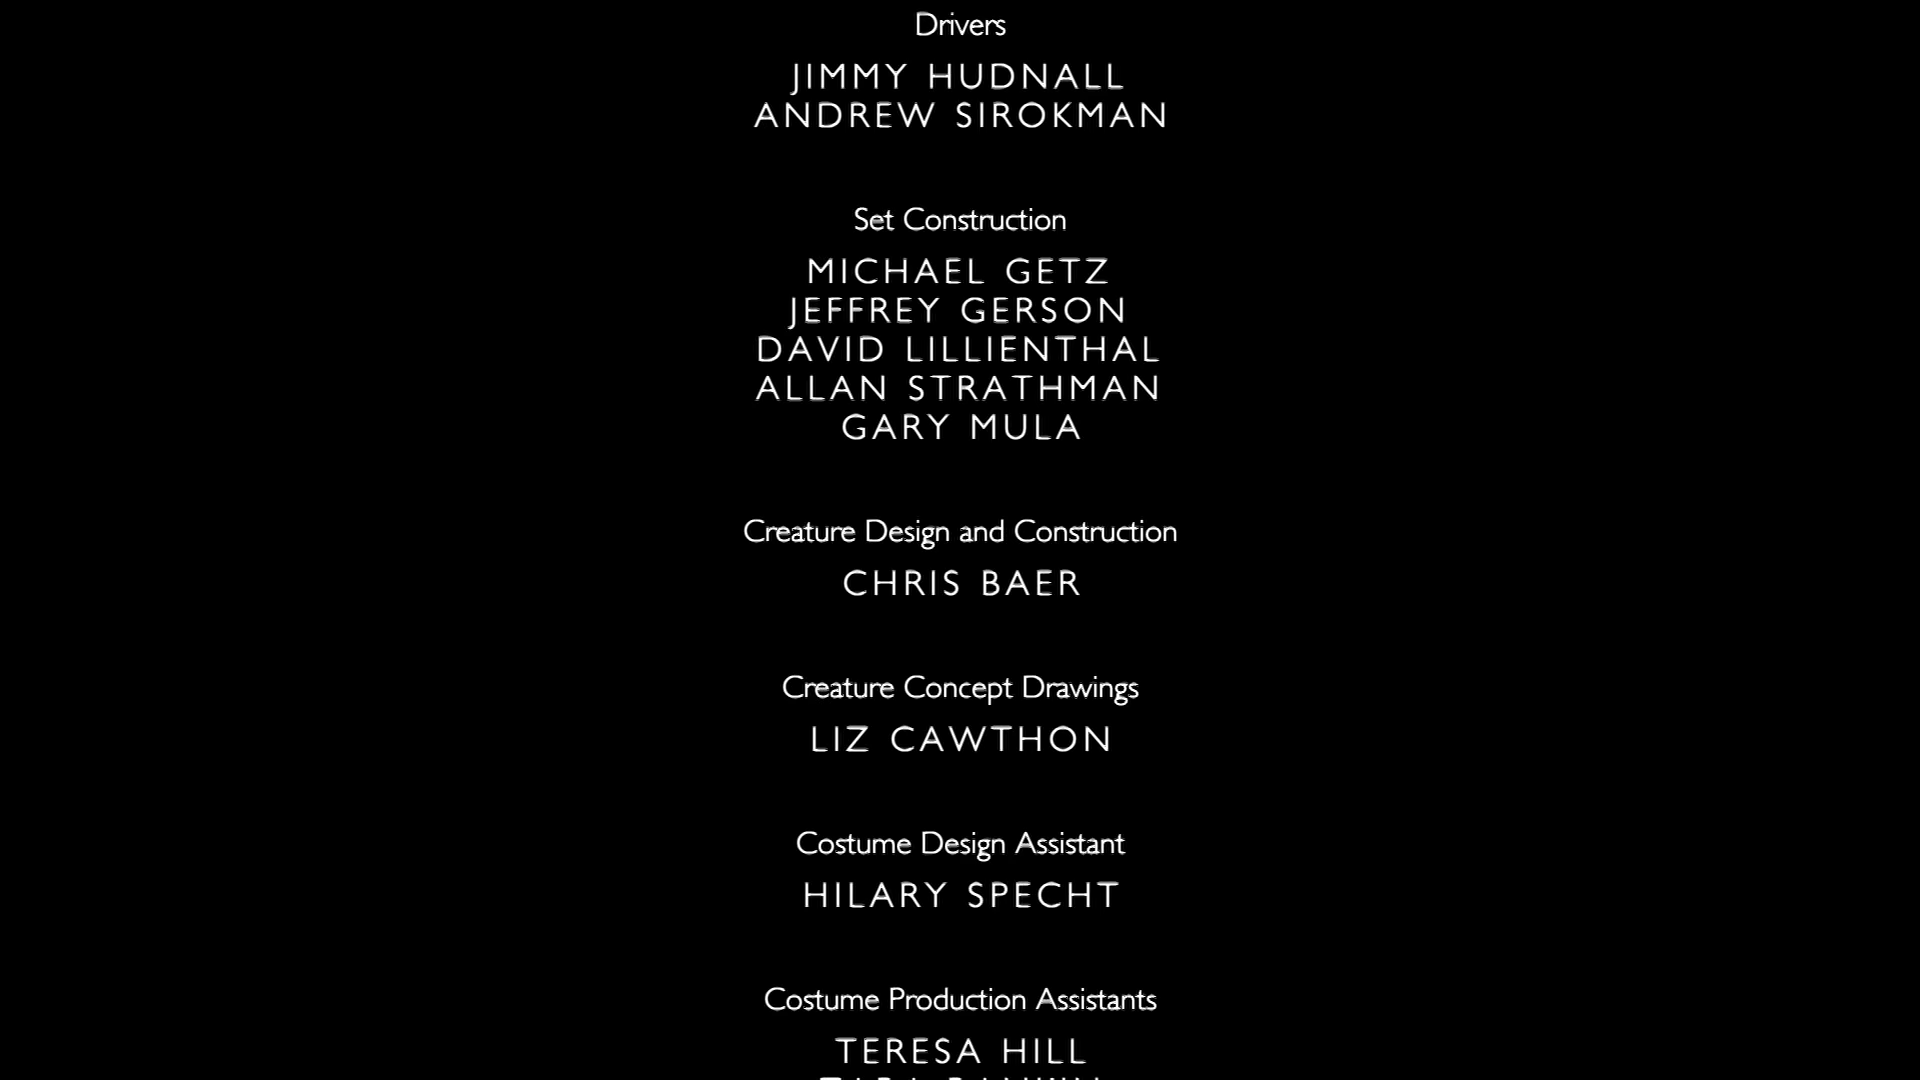 Drivers
JIMMY HUDNALL
ANDREW SIROKMAN
Set Construction
MICHAEL GETZ
JEFFREY GERSON
DAVID LILLIENTHAL
ALLAN STRATHMAN
GARY MULA
Creature Design and Construction
CHRIS BAER
Creature Concept Drawings
LIZ CAWTHON
Costume Design Assistant
HILARY SPECHT
Costume Production Assistants
TERESA HILL